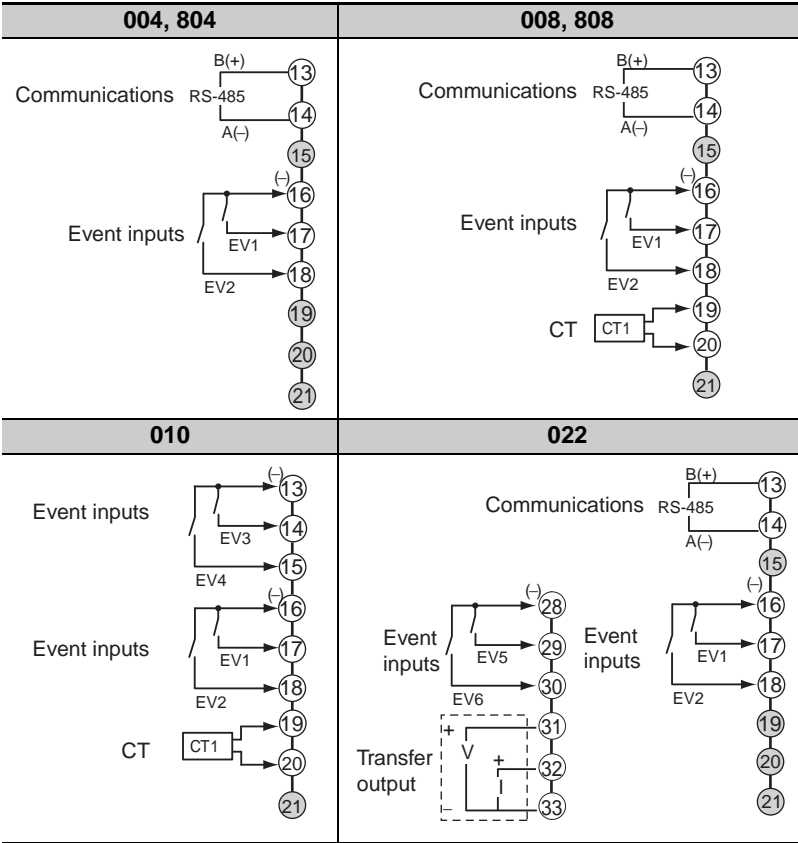 004, 804
B(+)
13
Communications RS-485
14
A(–)
15
(–)
16
Event inputs
EV1
17
EV2
18
19
20
21
008, 808
B(+)
13
Communications RS-485
14
A(–)
15
(–)
16
Event inputs
EV1
17
EV2
18
19
CT CT1
20
21
010
(–)
13
Event inputs
EV3
14
EV4
15
(–)
16
Event inputs
EV1
17
EV2
18
19
CT CT1
20
21
022
B(+)
13
Communications RS-485
14
A(–)
15
(–)
28
Event
inputs
EV5
29
EV6
30
+
31
V
Transfer
output
+
I
32
–
33
(–)
16
Event
inputs
EV1
17
EV2
18
19
20
21